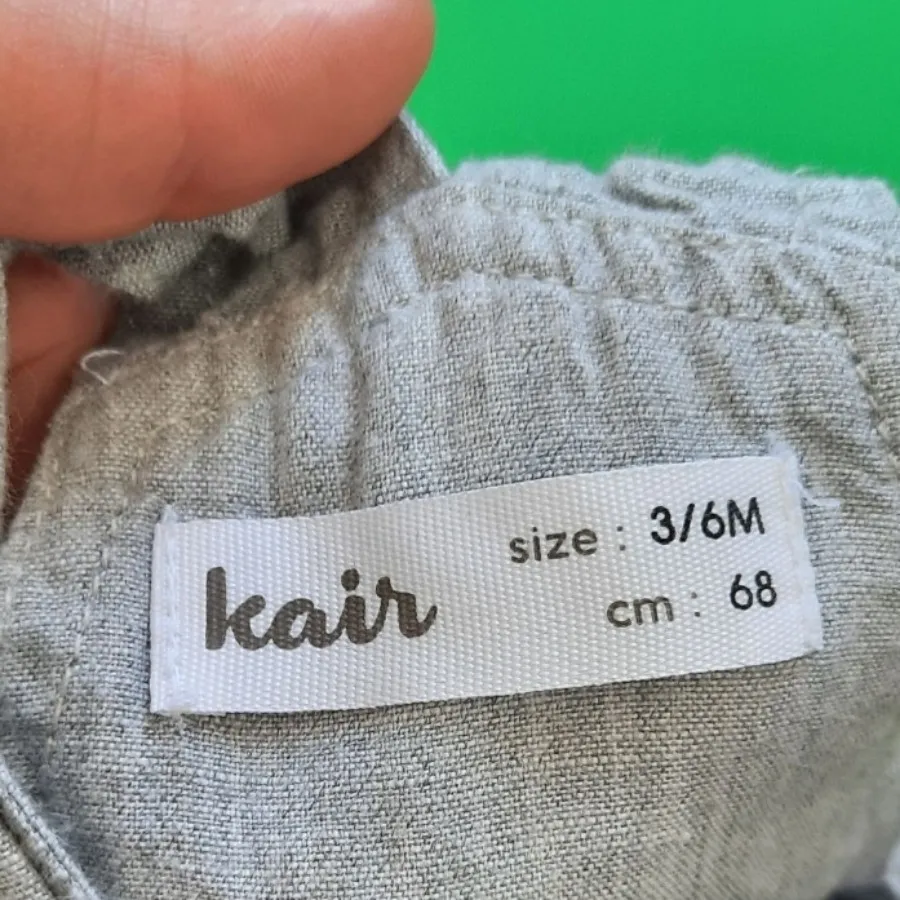 kair
size : 3/6M
cm : 68